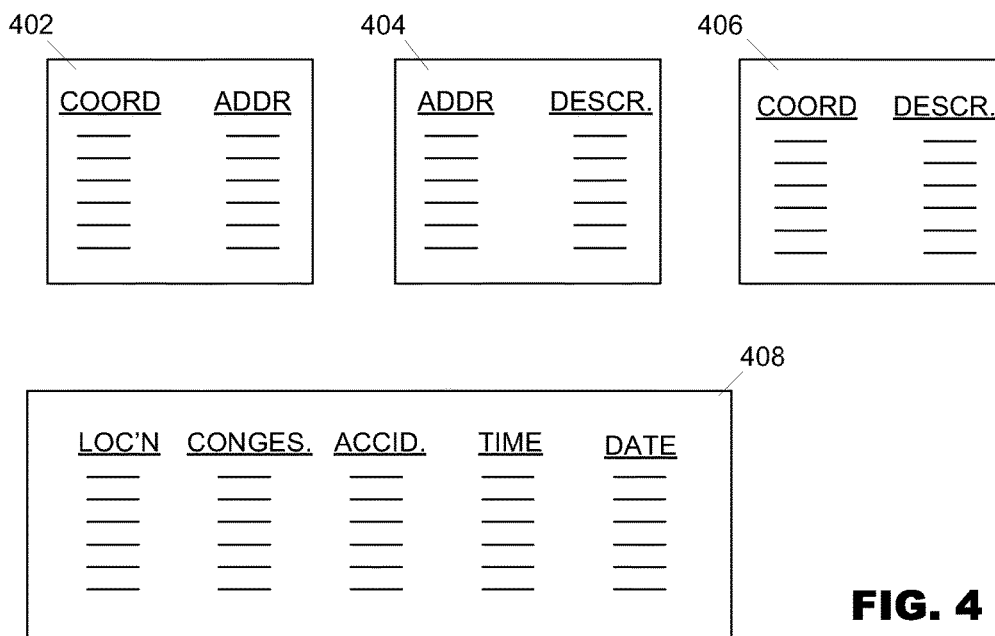 402
404
406
COORD ADDR
ADDR DESCR.
COORD DESCR.
408
LOC'N CONGES. ACCID. TIME DATE
FIG. 4